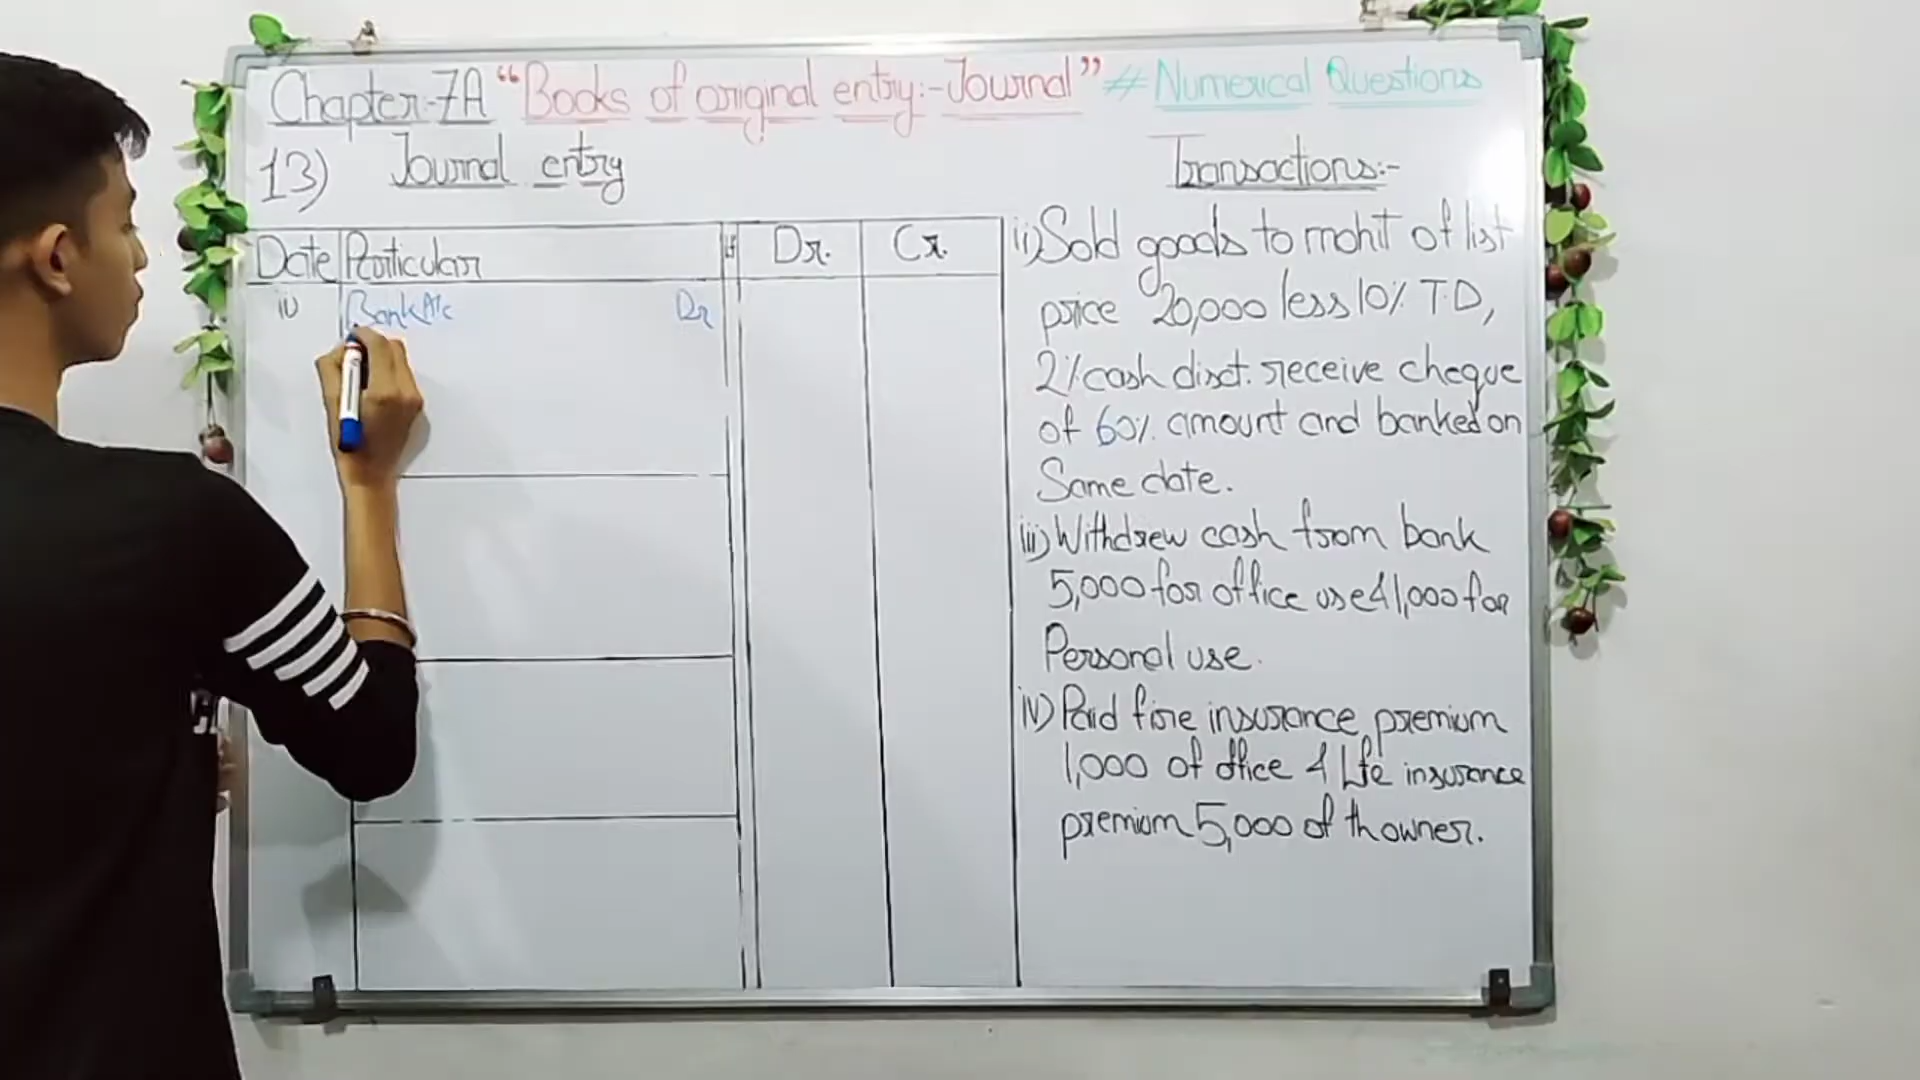 Chapter:-7A "Books of original entry:-Journal" # Numerical Questions
13) Journal entry
Date Particular Dr. Cr.
Bank A/c Dr
Transactions:-
ii) Sold goods to mohit of list
price 20,000 less 10% T.D,
2% cash disct. receive cheque
of 60% amount and banked on
Same date.
iii) Withdrew cash from bank
5,000 for office use & 1,000 for
Personal use.
iv) Paid fire insurance premium
1,000 of office & Life insurance
premium 5,000 of th owner.